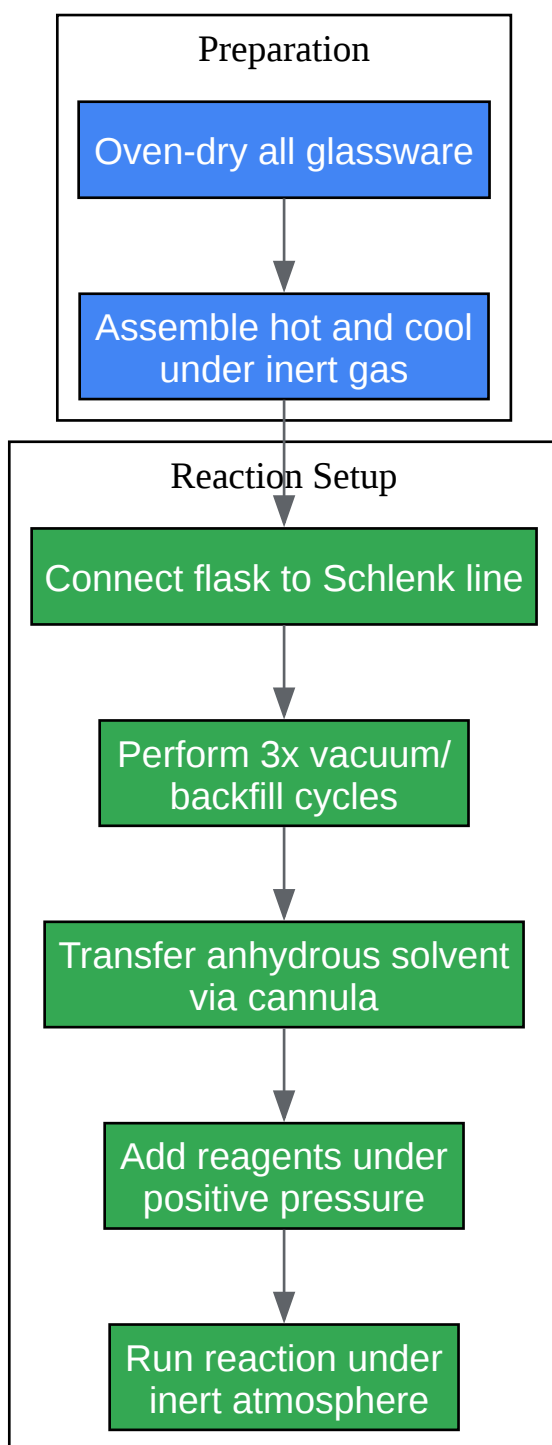 Preparation
Oven-dry all glassware
Assemble hot and cool
under inert gas
Reaction Setup
Connect flask to Schlenk line
Perform 3x vacuum/
backfill cycles
Transfer anhydrous solvent
via cannula
Add reagents under
positive pressure
Run reaction under
inert atmosphere